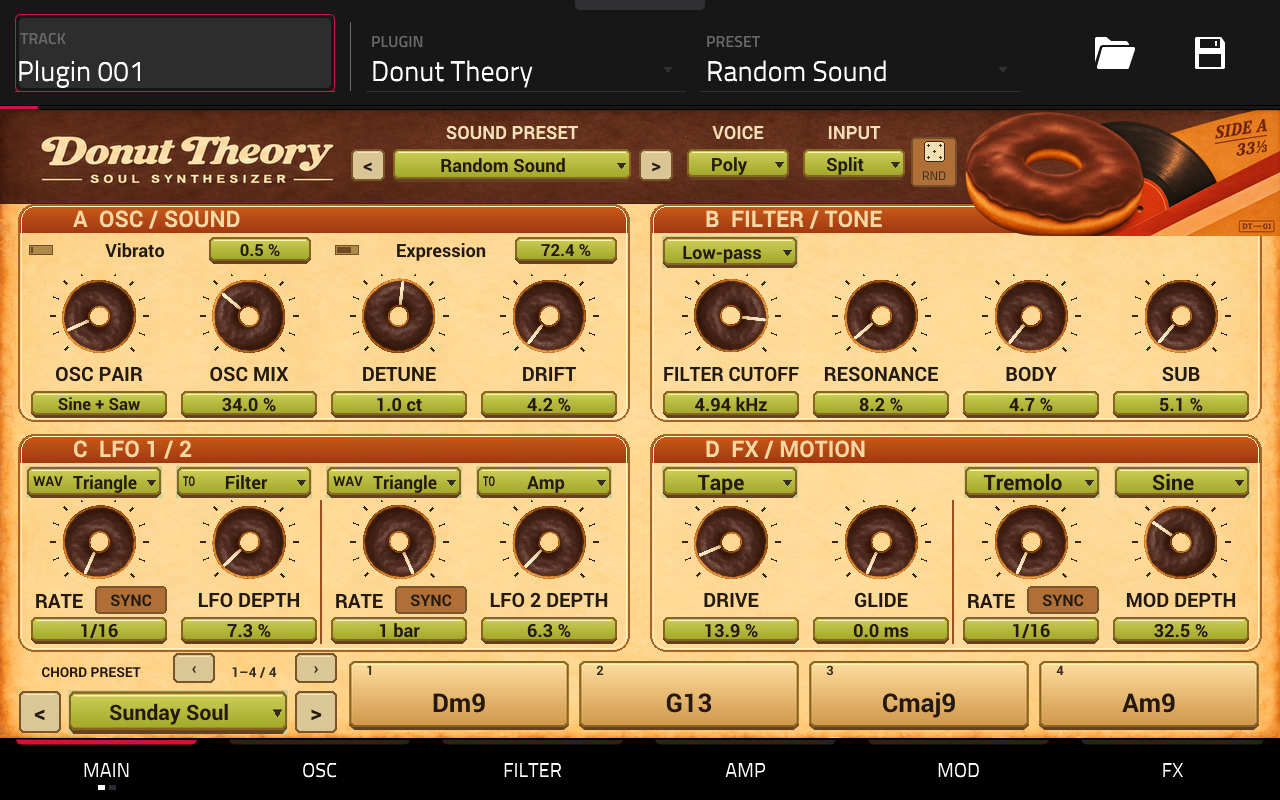 TRACK
Plugin 001
PLUGIN
Donut Theory
PRESET
Random Sound
Donut Theory
SOUL SYNTHESIZER
SOUND PRESET
< Random Sound >
VOICE
Poly
INPUT
Split
RND
SIDE A
33⅓
DT—01
A OSC / SOUND
Vibrato 0.5 % Expression 72.4 %
OSC PAIR OSC MIX DETUNE DRIFT
Sine + Saw 34.0 % 1.0 ct 4.2 %
B FILTER / TONE
Low-pass
FILTER CUTOFF RESONANCE BODY SUB
4.94 kHz 8.2 % 4.7 % 5.1 %
C LFO 1 / 2
WAV Triangle TO Filter WAV Triangle TO Amp
RATE SYNC LFO DEPTH RATE SYNC LFO 2 DEPTH
1/16 7.3 % 1 bar 6.3 %
D FX / MOTION
Tape Tremolo Sine
DRIVE GLIDE RATE SYNC MOD DEPTH
13.9 % 0.0 ms 1/16 32.5 %
CHORD PRESET ‹ 1–4 / 4 ›
< Sunday Soul >
1 Dm9
2 G13
3 Cmaj9
4 Am9
MAIN OSC FILTER AMP MOD FX